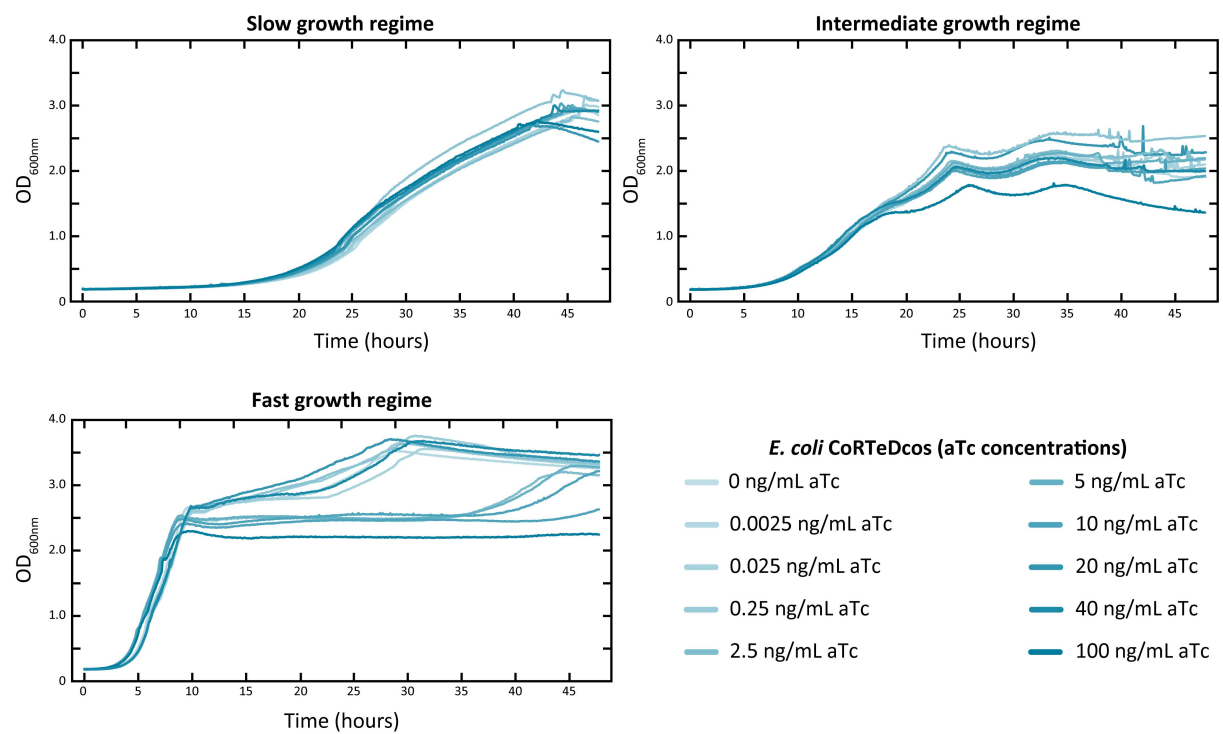 Slow growth regime
4.0
3.0
2.0
1.0
0
OD600nm
0 5 10 15 20 25 30 35 40 45
Time (hours)
Intermediate growth regime
4.0
3.0
2.0
1.0
0
OD600nm
0 5 10 15 20 25 30 35 40 45
Time (hours)
Fast growth regime
4.0
3.0
2.0
1.0
0
OD600nm
0 5 10 15 20 25 30 35 40 45
Time (hours)
E. coli CoRTeDcos (aTc concentrations)
0 ng/mL aTc
0.0025 ng/mL aTc
0.025 ng/mL aTc
0.25 ng/mL aTc
2.5 ng/mL aTc
5 ng/mL aTc
10 ng/mL aTc
20 ng/mL aTc
40 ng/mL aTc
100 ng/mL aTc